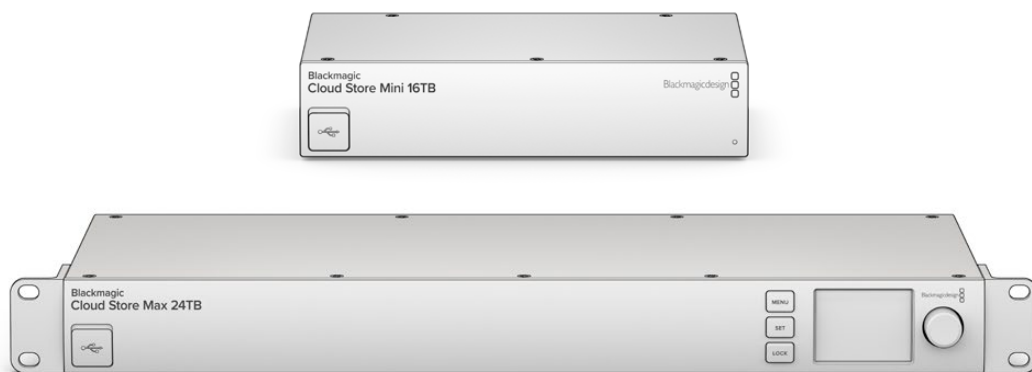 Blackmagic
Cloud Store Mini 16TB
Blackmagicdesign
Blackmagic
Cloud Store Max 24TB
MENU
SET
LOCK
Blackmagicdesign